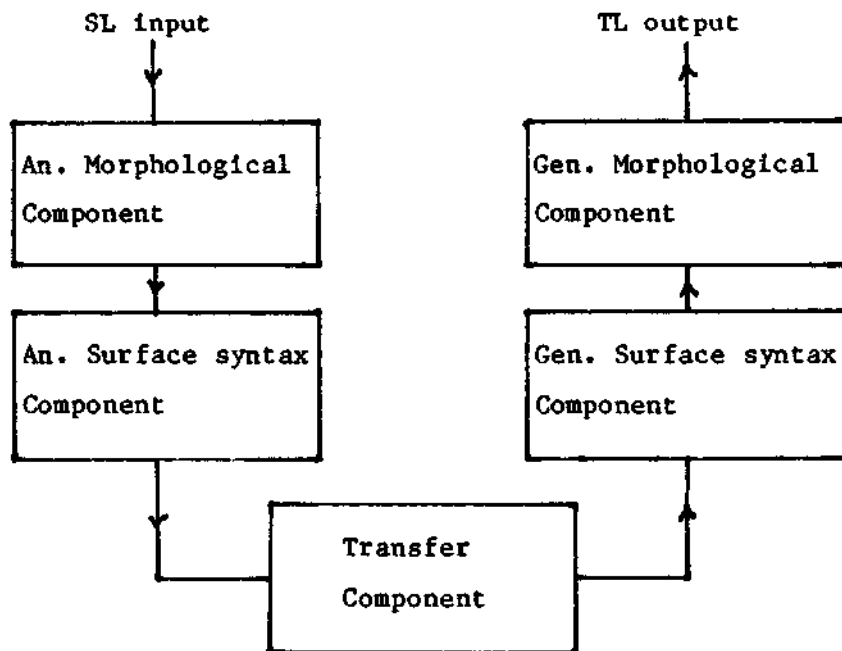 SL input
TL output
An. Morphological
Component
Gen. Morphological
Component
An. Surface syntax
Component
Gen. Surface syntax
Component
Transfer
Component